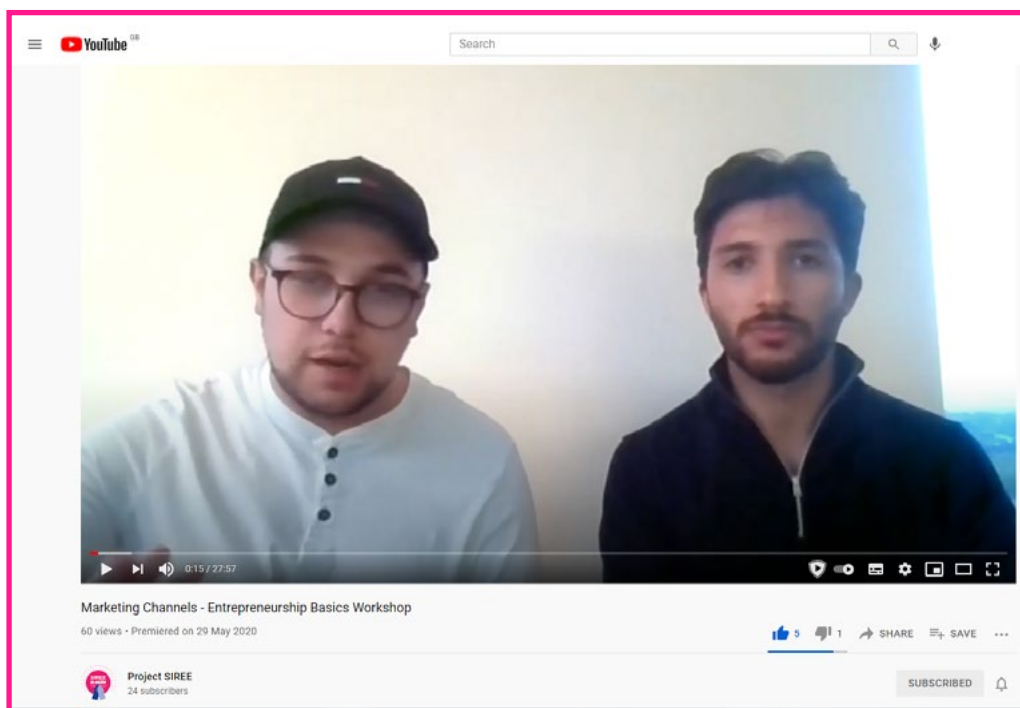 YouTube GB
Search
0:15 / 27:57
Marketing Channels - Entrepreneurship Basics Workshop
60 views • Premiered on 29 May 2020
5 1 SHARE SAVE
Project SIREE
24 subscribers
SUBSCRIBED